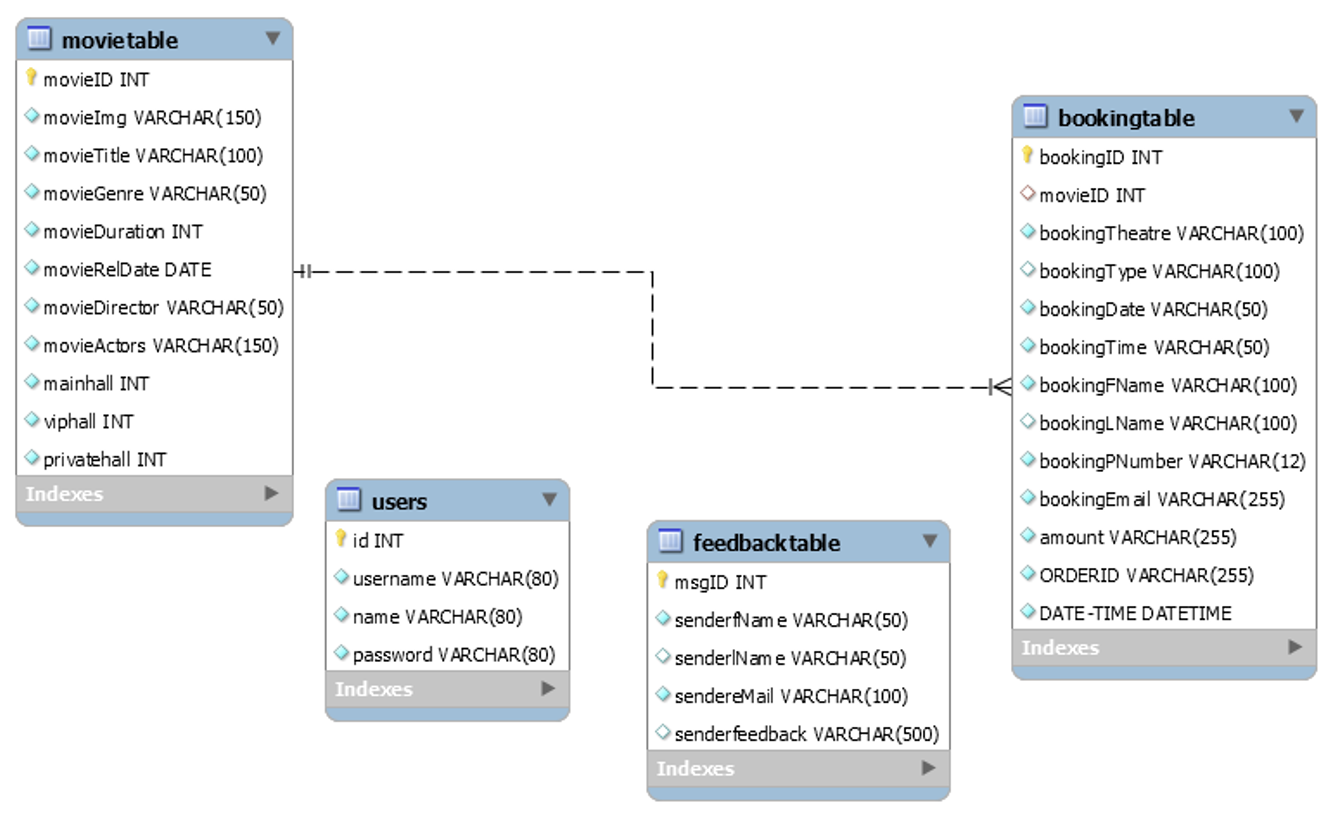 movietable
movieID INT
movieImg VARCHAR(150)
movieTitle VARCHAR(100)
movieGenre VARCHAR(50)
movieDuration INT
movieRelDate DATE
movieDirector VARCHAR(50)
movieActors VARCHAR(150)
mainhall INT
viphall INT
privatehall INT
Indexes
users
id INT
username VARCHAR(80)
name VARCHAR(80)
password VARCHAR(80)
Indexes
feedbacktable
msgID INT
senderfName VARCHAR(50)
senderlName VARCHAR(50)
sendereMail VARCHAR(100)
senderfeedback VARCHAR(500)
Indexes
bookingtable
bookingID INT
movieID INT
bookingTheatre VARCHAR(100)
bookingType VARCHAR(100)
bookingDate VARCHAR(50)
bookingTime VARCHAR(50)
bookingFName VARCHAR(100)
bookingLName VARCHAR(100)
bookingPNumber VARCHAR(12)
bookingEmail VARCHAR(255)
amount VARCHAR(255)
ORDERID VARCHAR(255)
DATE-TIME DATETIME
Indexes